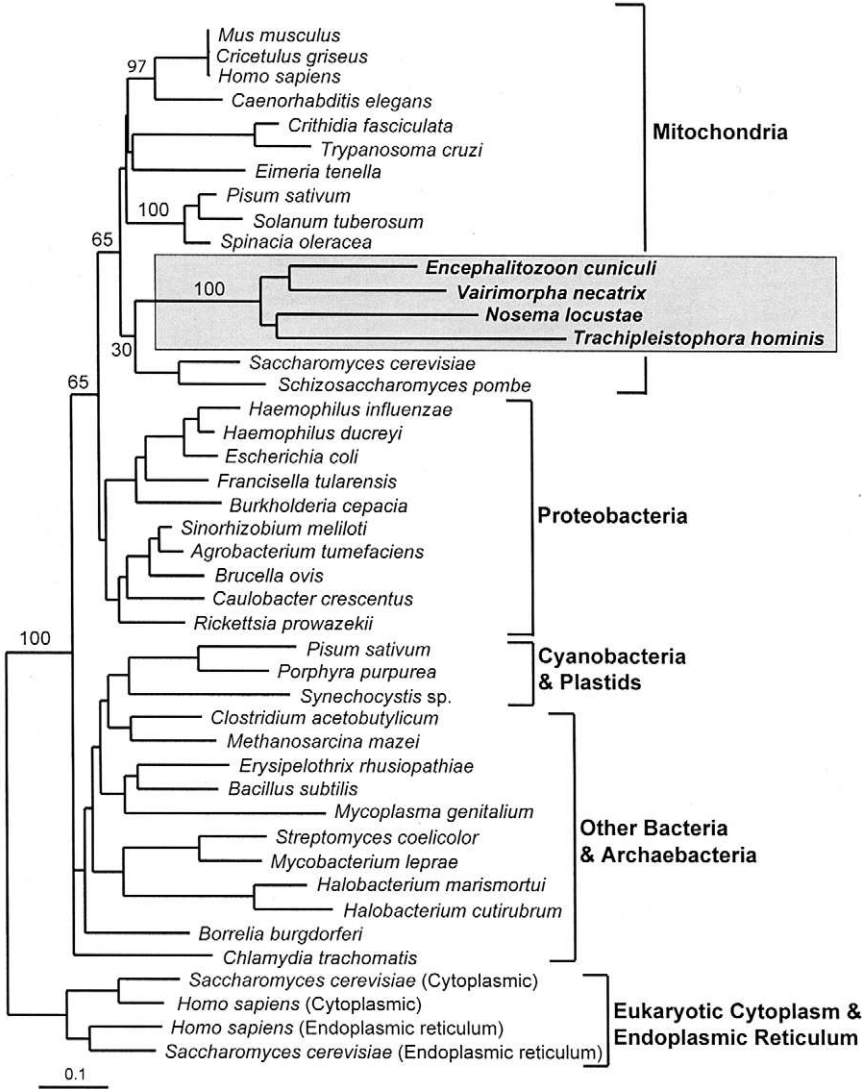 Mus musculus
Cricetulus griseus
97
Homo sapiens
Caenorhabditis elegans
Crithidia fasciculata
Mitochondria
Trypanosoma cruzi
Eimeria tenella
Pisum sativum
100
Solanum tuberosum
65
Spinacia oleracea
Encephalitozoon cuniculi
100
Vairimorpha necatrix
Nosema locustae
Trachipleistophora hominis
30
Saccharomyces cerevisiae
65
Schizosaccharomyces pombe
Haemophilus influenzae
Haemophilus ducreyi
Escherichia coli
Francisella tularensis
Burkholderia cepacia
Proteobacteria
Sinorhizobium meliloti
Agrobacterium tumefaciens
Brucella ovis
Caulobacter crescentus
Rickettsia prowazekii
100
Pisum sativum
Cyanobacteria
& Plastids
Porphyra purpurea
Synechocystis sp.
Clostridium acetobutylicum
Methanosarcina mazei
Erysipelothrix rhusiopathiae
Bacillus subtilis
Mycoplasma genitalium
Other Bacteria
& Archaebacteria
Streptomyces coelicolor
Mycobacterium leprae
Halobacterium marismortui
Halobacterium cutirubrum
Borrelia burgdorferi
Chlamydia trachomatis
Saccharomyces cerevisiae (Cytoplasmic)
Homo sapiens (Cytoplasmic)
Eukaryotic Cytoplasm &
Endoplasmic Reticulum
Homo sapiens (Endoplasmic reticulum)
Saccharomyces cerevisiae (Endoplasmic reticulum)
0.1